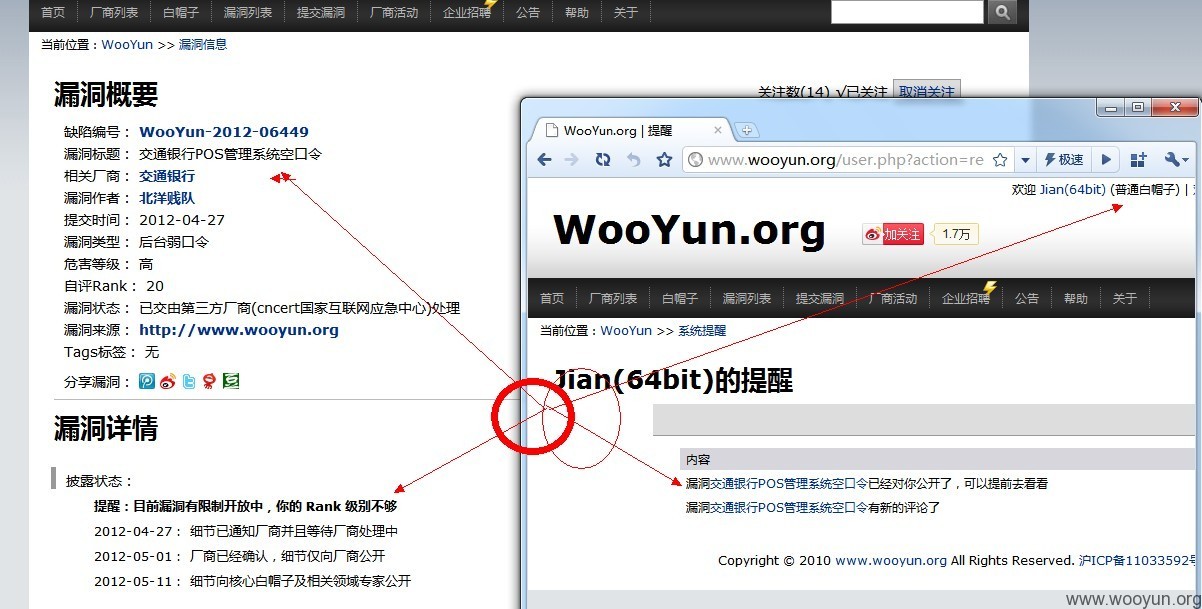 首页 厂商列表 白帽子 漏洞列表 提交漏洞 厂商活动 企业招聘 公告 帮助 关于
当前位置：WooYun >> 漏洞信息
漏洞概要
关注数(14) √已关注 取消关注
缺陷编号： WooYun-2012-06449
漏洞标题： 交通银行POS管理系统空口令
相关厂商： 交通银行
漏洞作者： 北洋贱队
提交时间： 2012-04-27
漏洞类型： 后台弱口令
危害等级： 高
自评Rank： 20
漏洞状态： 已交由第三方厂商(cncert国家互联网应急中心)处理
漏洞来源： http://www.wooyun.org
Tags标签： 无
分享漏洞：
漏洞详情
披露状态：
提醒：目前漏洞有限制开放中，你的 Rank 级别不够
2012-04-27： 细节已通知厂商并且等待厂商处理中
2012-05-01： 厂商已经确认，细节仅向厂商公开
2012-05-11： 细节向核心白帽子及相关领域专家公开
WooYun.org | 提醒
www.wooyun.org/user.php?action=re
极速
欢迎 Jian(64bit) (普通白帽子) |
WooYun.org
加关注 1.7万
首页 厂商列表 白帽子 漏洞列表 提交漏洞 厂商活动 企业招聘 公告 帮助 关于
当前位置：WooYun >> 系统提醒
Jian(64bit)的提醒
内容
漏洞交通银行POS管理系统空口令已经对你公开了，可以提前去看看
漏洞交通银行POS管理系统空口令有新的评论了
Copyright © 2010 www.wooyun.org All Rights Reserved. 沪ICP备11033592号
www.wooyun.org